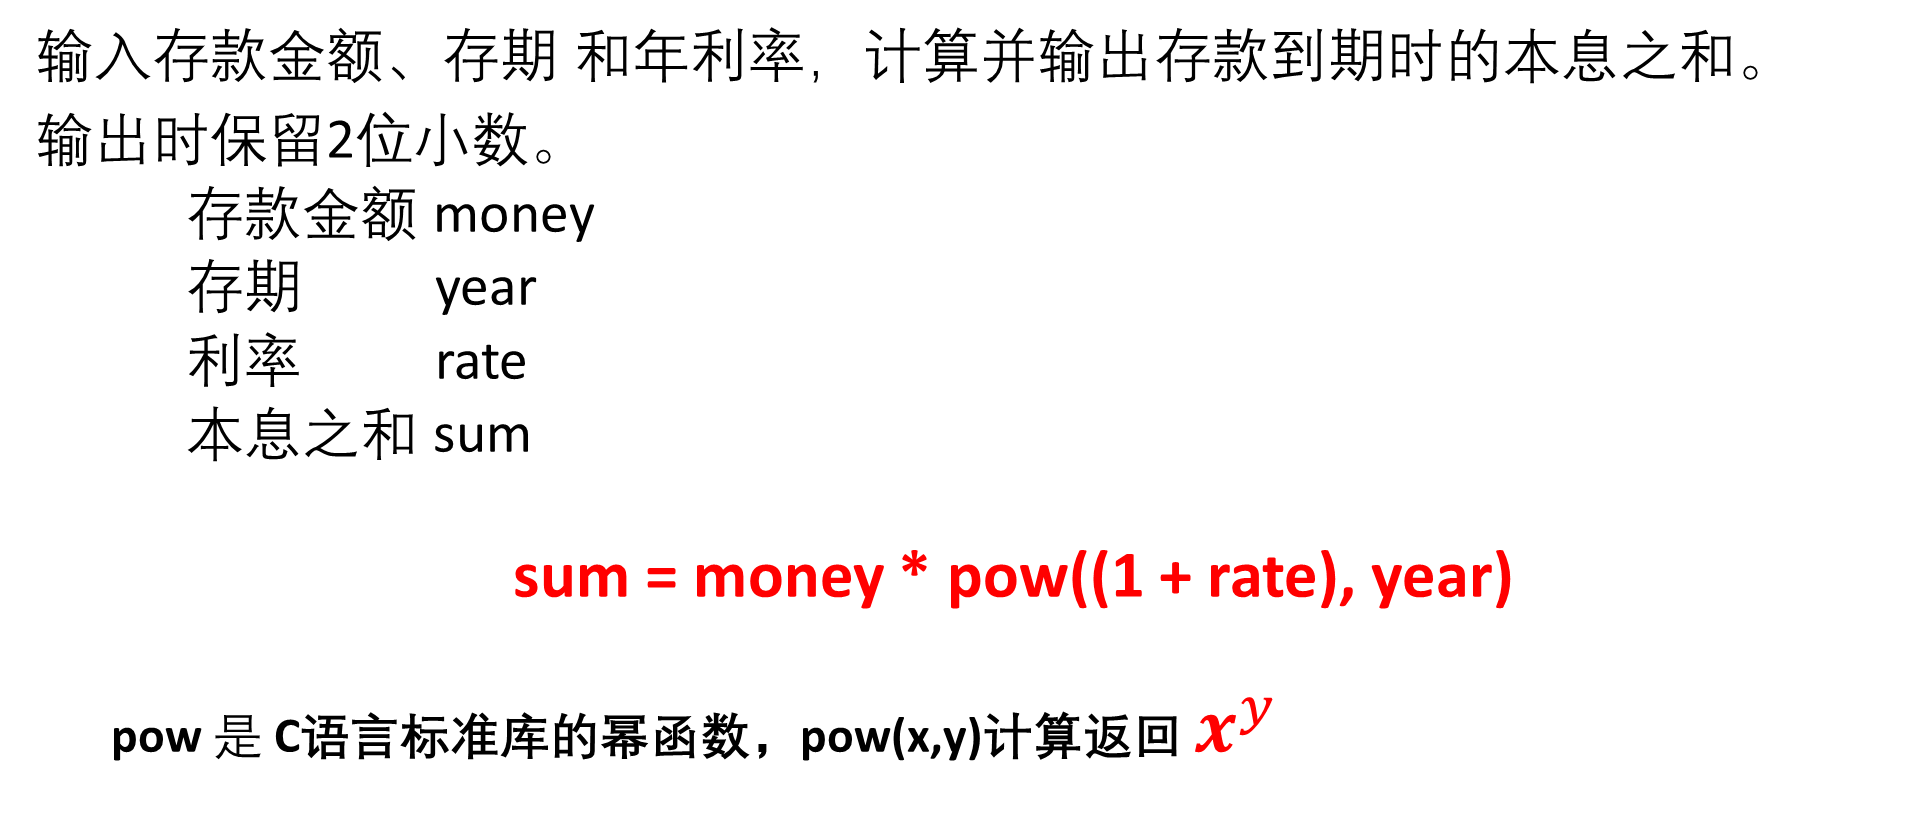 输入存款金额、存期 和年利率，计算并输出存款到期时的本息之和。
输出时保留2位小数。
存款金额 money
存期 year
利率 rate
本息之和 sum
sum = money * pow((1 + rate), year)
pow 是 C语言标准库的幂函数，pow(x,y)计算返回 x^y